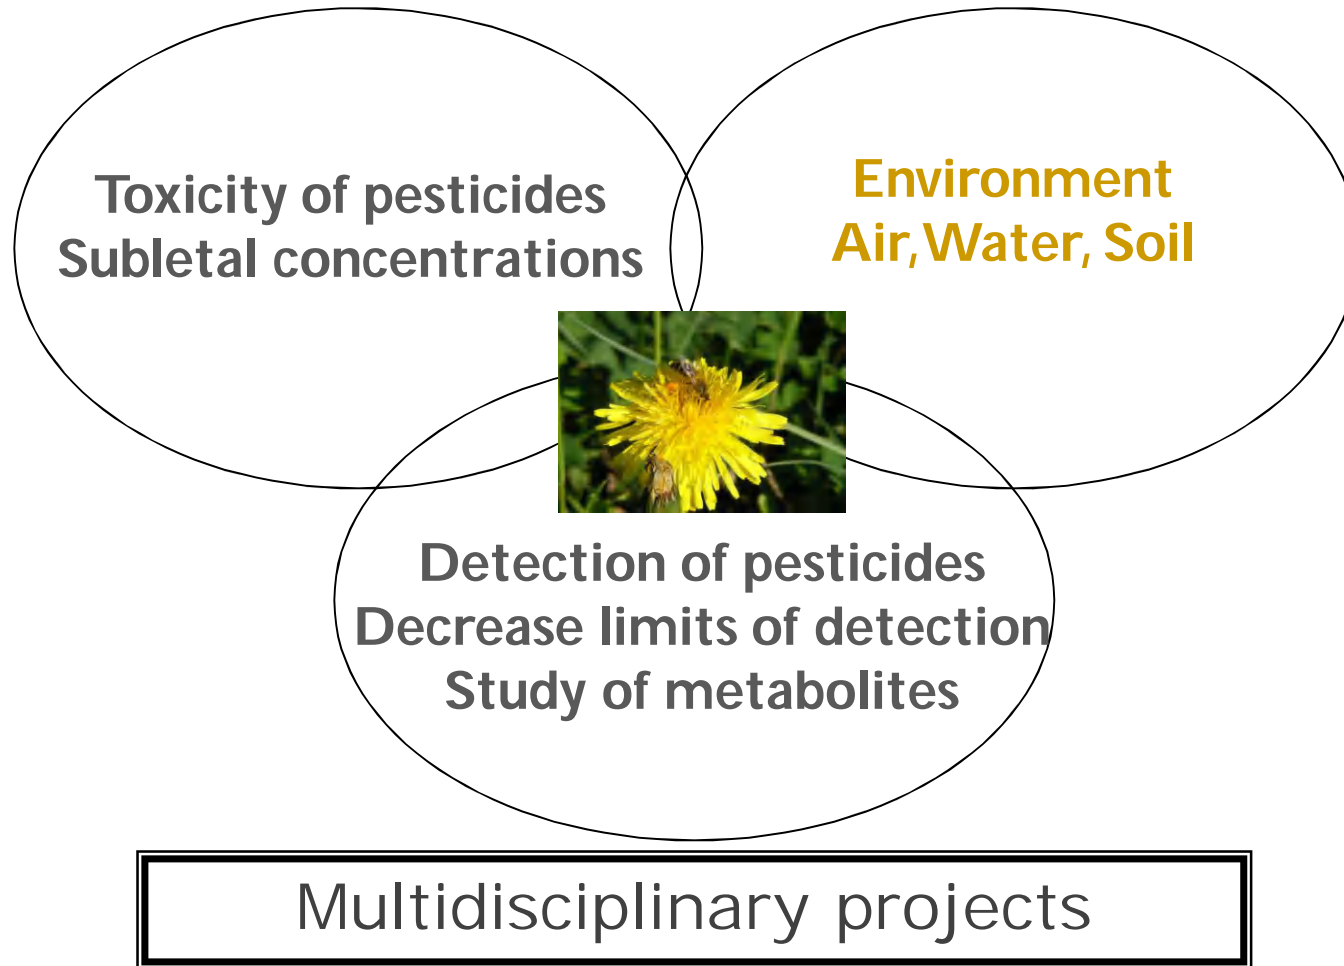 Toxicity of pesticides
Subletal concentrations
Environment
Air, Water, Soil
Detection of pesticides
Decrease limits of detection
Study of metabolites
Multidisciplinary projects